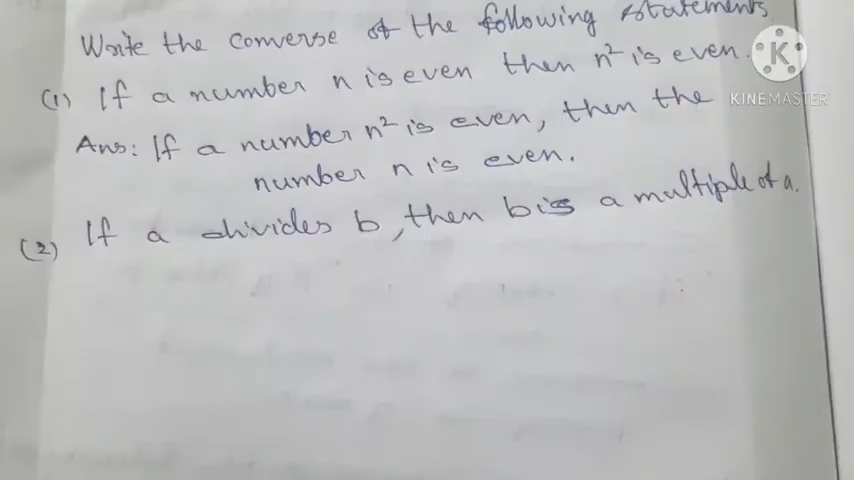 Write the converse of the following statements
(1) If a number n is even then n² is even.
Ans: If a number n² is even, then the
number n is even.
(2) If a divides b, then b is a multiple of a.
K
KINEMASTER